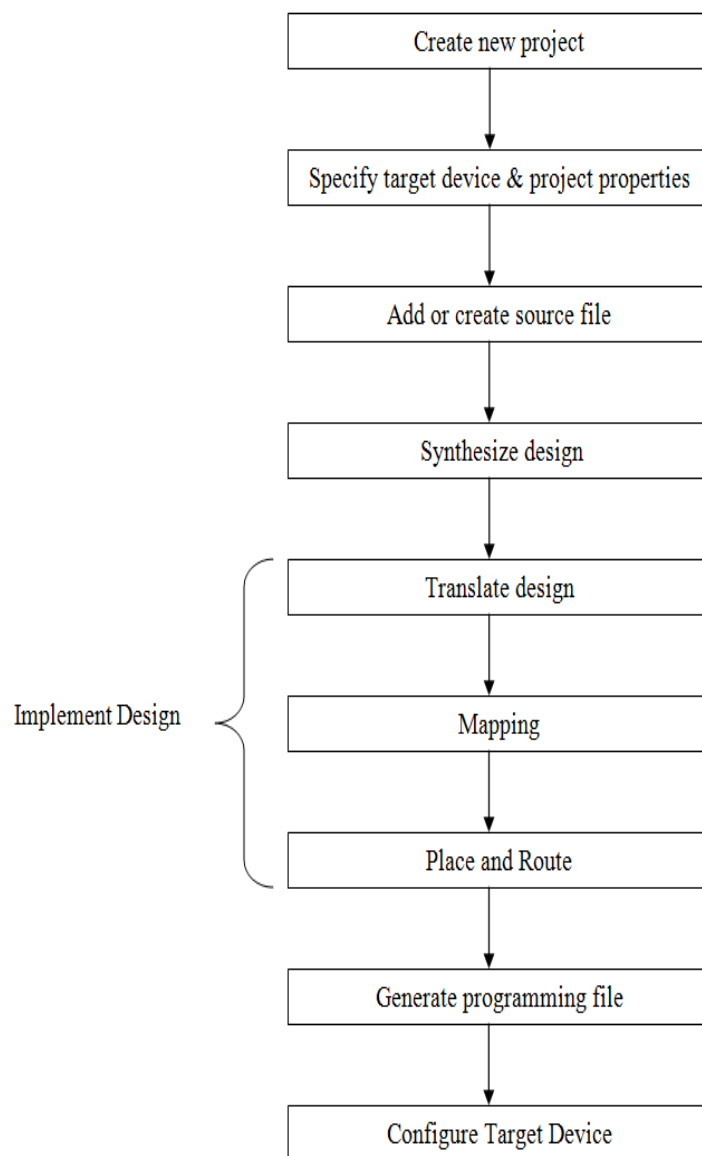 Create new project
Specify target device & project properties
Add or create source file
Synthesize design
Translate design
Implement Design
Mapping
Place and Route
Generate programming file
Configure Target Device